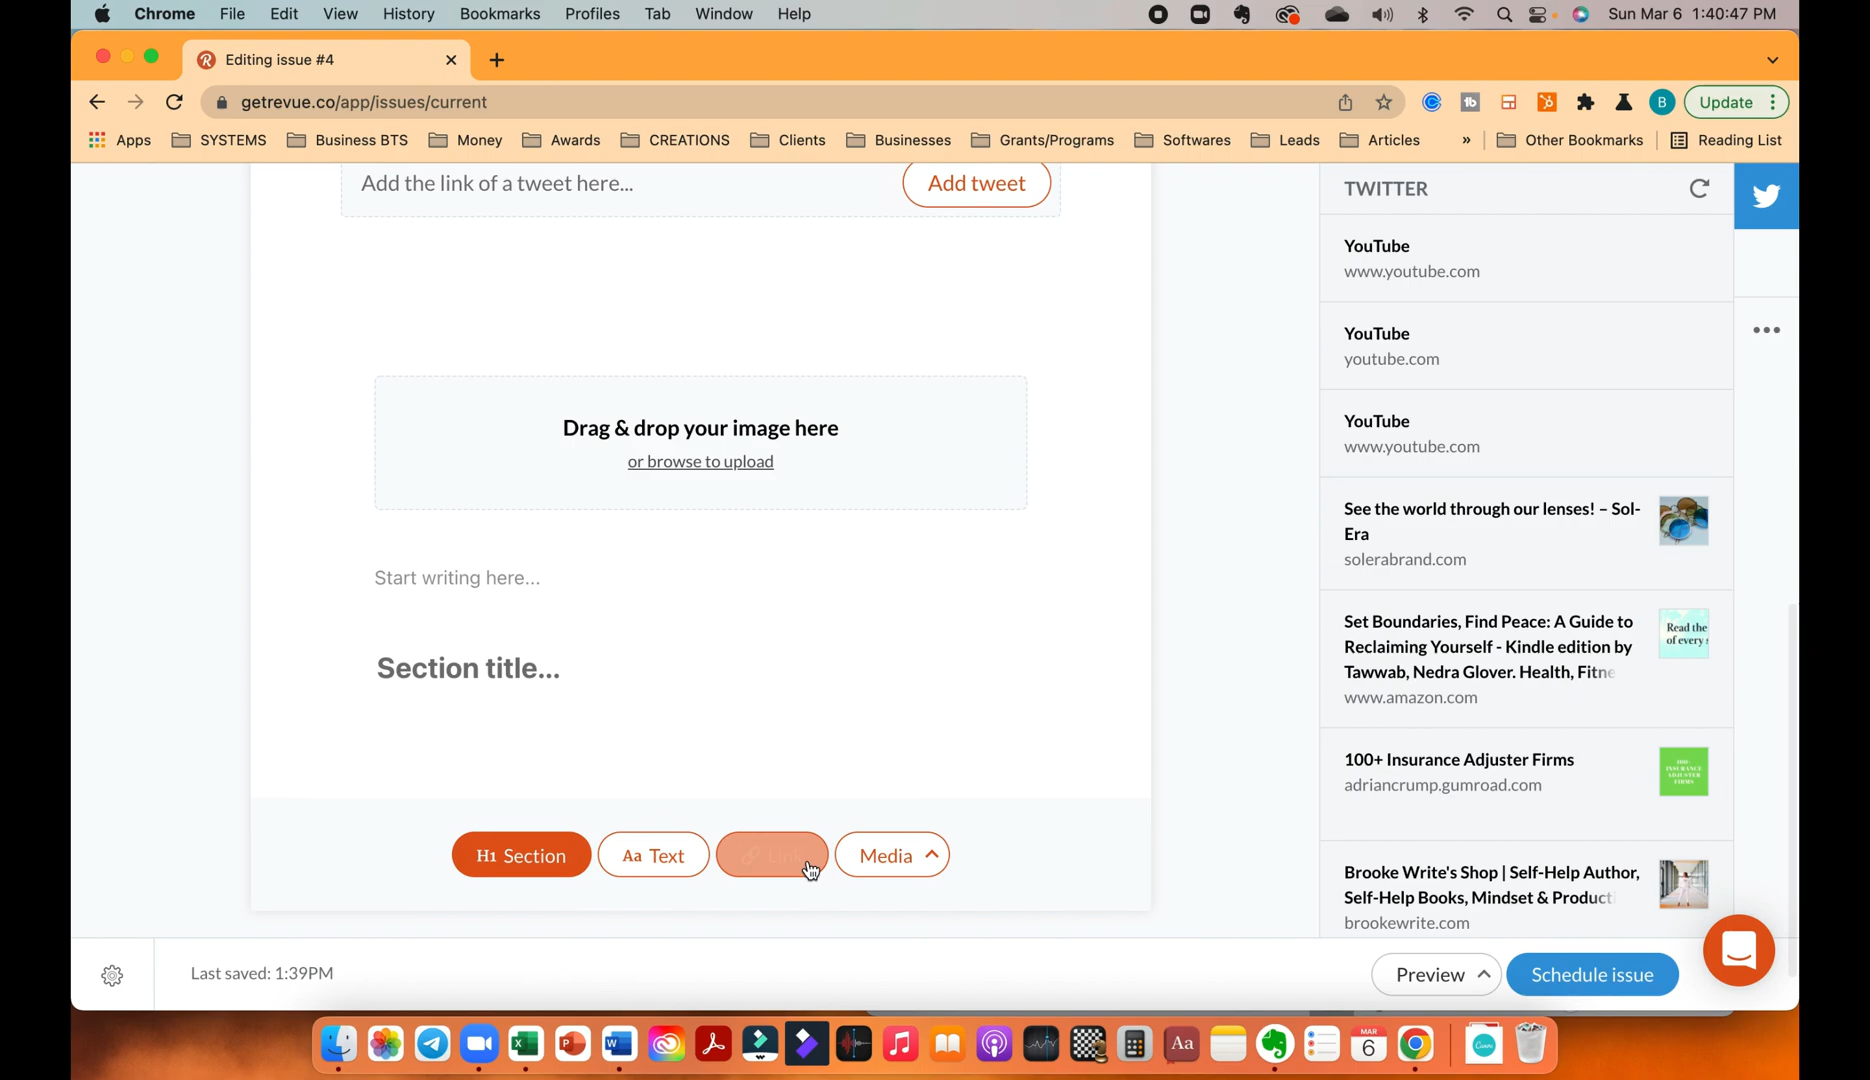 Chrome File Edit View History Bookmarks Profiles Tab Window Help Sun Mar 6 1:40:47 PM
Editing issue #4
getrevue.co/app/issues/current
B
Update
Apps SYSTEMS Business BTS Money Awards CREATIONS Clients Businesses Grants/Programs Softwares Leads Articles » Other Bookmarks Reading List
Add the link of a tweet here...
Add tweet
Drag & drop your image here
or browse to upload
Start writing here...
Section title...
H1 Section
Aa Text
Media
TWITTER
YouTube
www.youtube.com
YouTube
youtube.com
YouTube
www.youtube.com
See the world through our lenses! – Sol-
Era
solerabrand.com
Set Boundaries, Find Peace: A Guide to
Reclaiming Yourself - Kindle edition by
Tawwab, Nedra Glover. Health, Fitne
www.amazon.com
Read the
of every
100+ Insurance Adjuster Firms
adriancrump.gumroad.com
Brooke Write's Shop | Self-Help Author,
Self-Help Books, Mindset & Product
brookewrite.com
Last saved: 1:39PM
Preview
Schedule issue
Aa
MAR
6